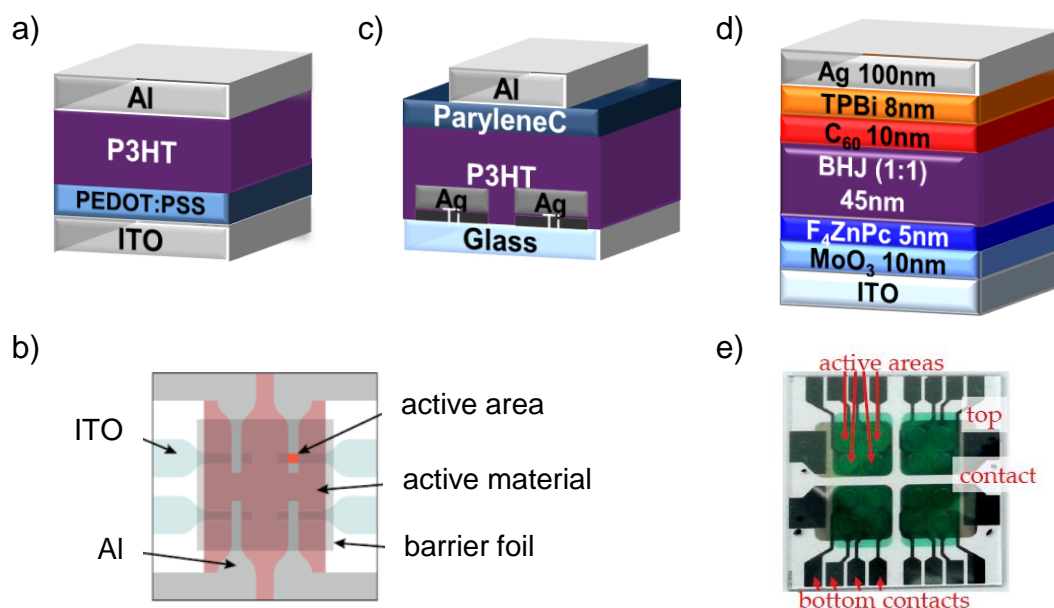 a)
Al
P3HT
PEDOT:PSS
ITO
c)
Al
ParyleneC
P3HT
Ag Ag
Ti Ti
Glass
d)
Ag 100nm
TPBi 8nm
C₆₀ 10nm
BHJ (1:1)
45nm
F₄ZnPc 5nm
MoO₃ 10nm
ITO
b)
ITO
Al
active area
active material
barrier foil
e)
active areas
top
contact
bottom contacts